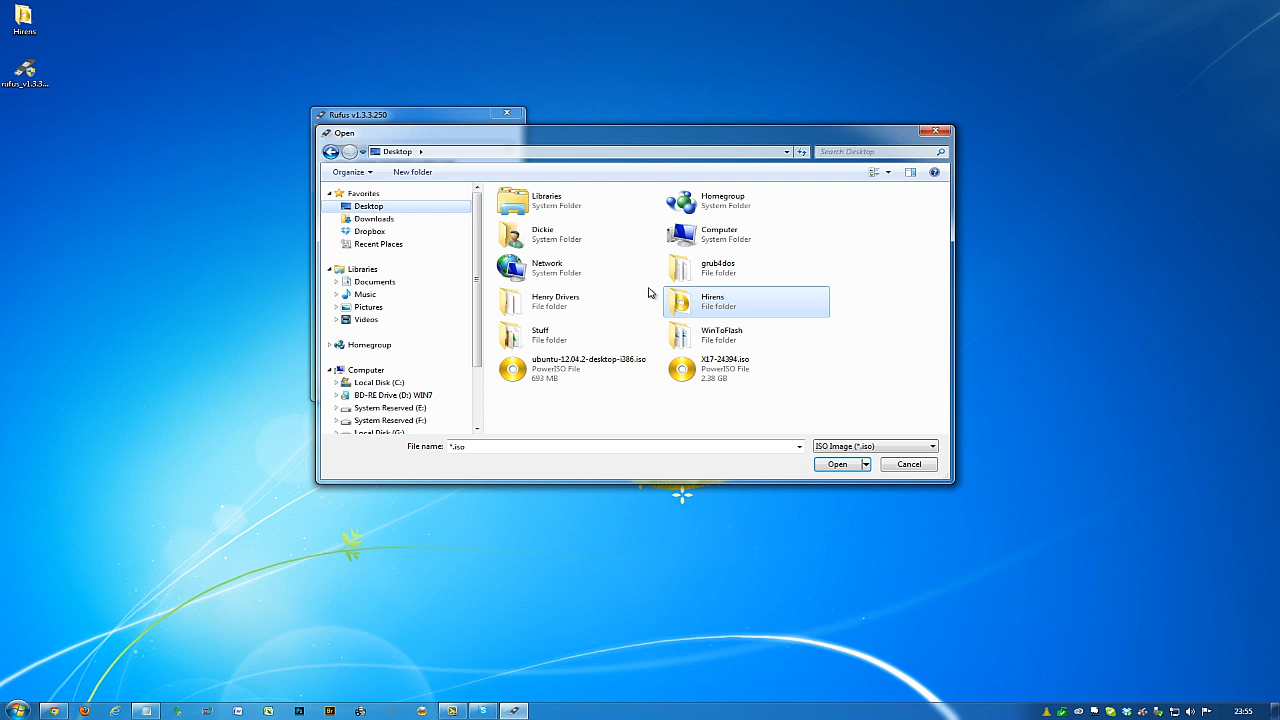 Hirens
rufus_v1.3.3...
Rufus v1.3.3.250
Open
Desktop
Search Desktop
Organize
New folder
Favorites
Desktop
Downloads
Dropbox
Recent Places
Libraries
Documents
Music
Pictures
Videos
Homegroup
Computer
Local Disk (C:)
BD-RE Drive (D:) WIN7
System Reserved (E:)
System Reserved (F:)
Local Disk (G:)
Libraries
System Folder
Homegroup
System Folder
Dickie
System Folder
Computer
System Folder
Network
System Folder
grub4dos
File folder
Henry Drivers
File folder
Hirens
File folder
Stuff
File folder
WinToFlash
File folder
ubuntu-12.04.2-desktop-i386.iso
PowerISO File
693 MB
X17-24394.iso
PowerISO File
2.38 GB
File name:
*.iso
ISO Image (*.iso)
Open
Cancel
23:55